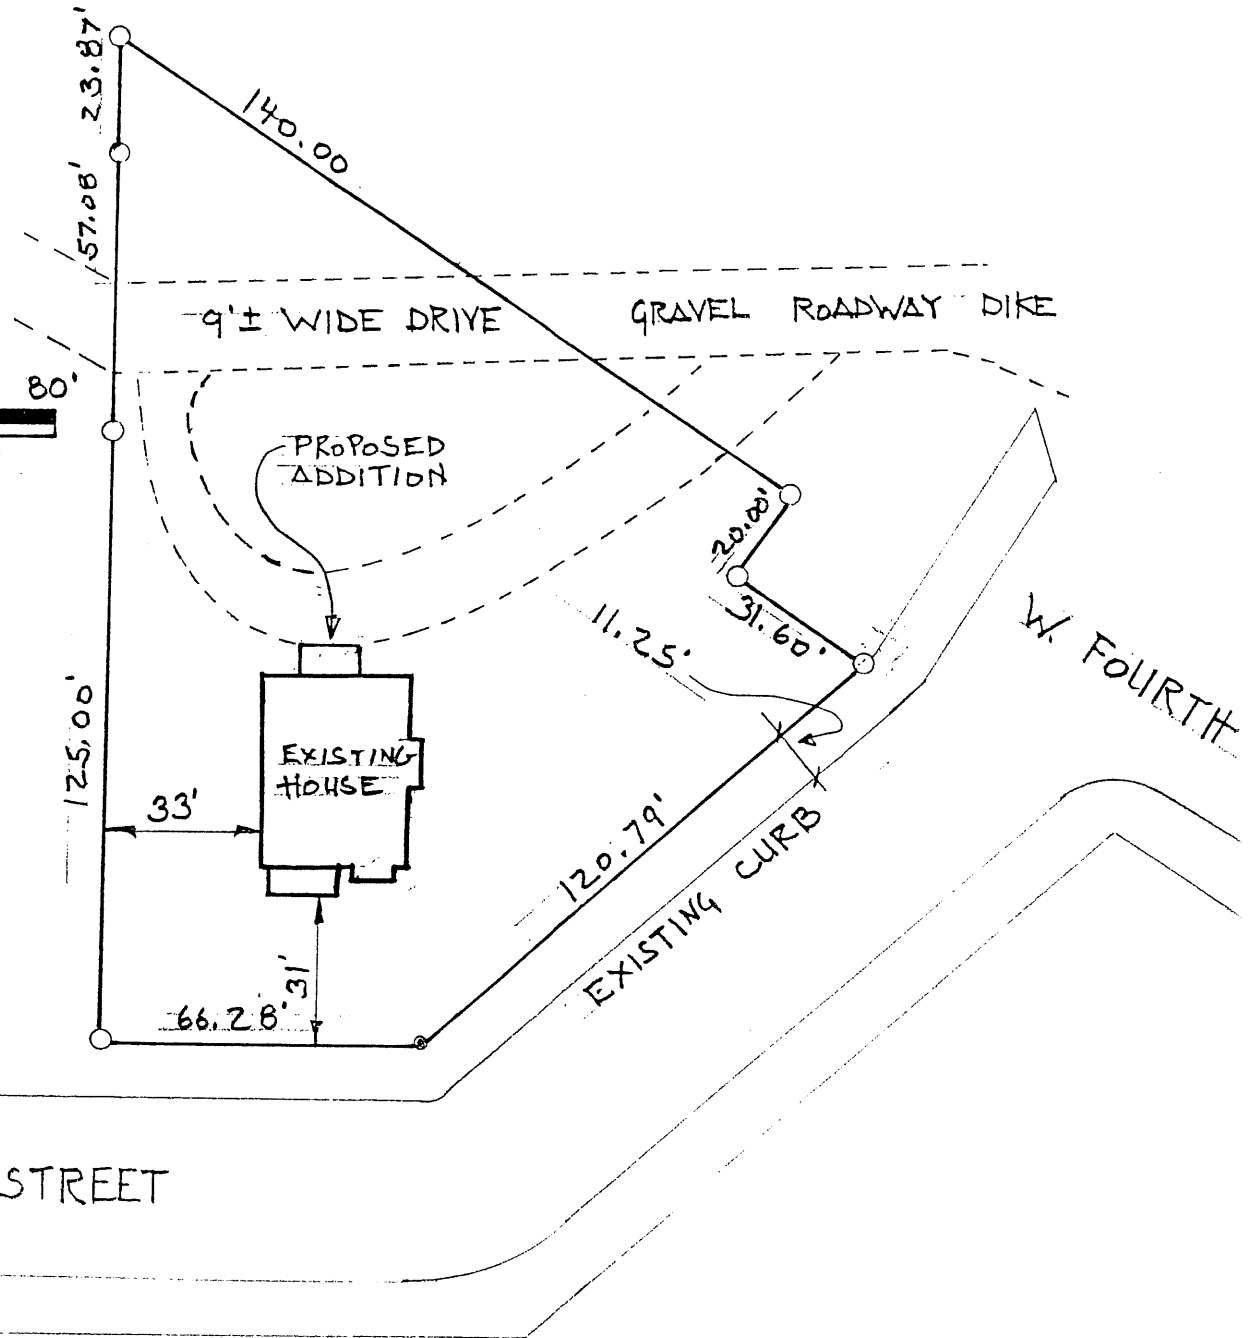 23.87'
140.00
57.08'
9'± WIDE DRIVE
GRAVEL ROADWAY DIKE
80'
PROPOSED
ADDITION
20.00'
31.60'
11.25'
W. FOURTH
125.00'
EXISTING
HOUSE
33'
120.79'
EXISTING CURB
31'
66.28'
STREET